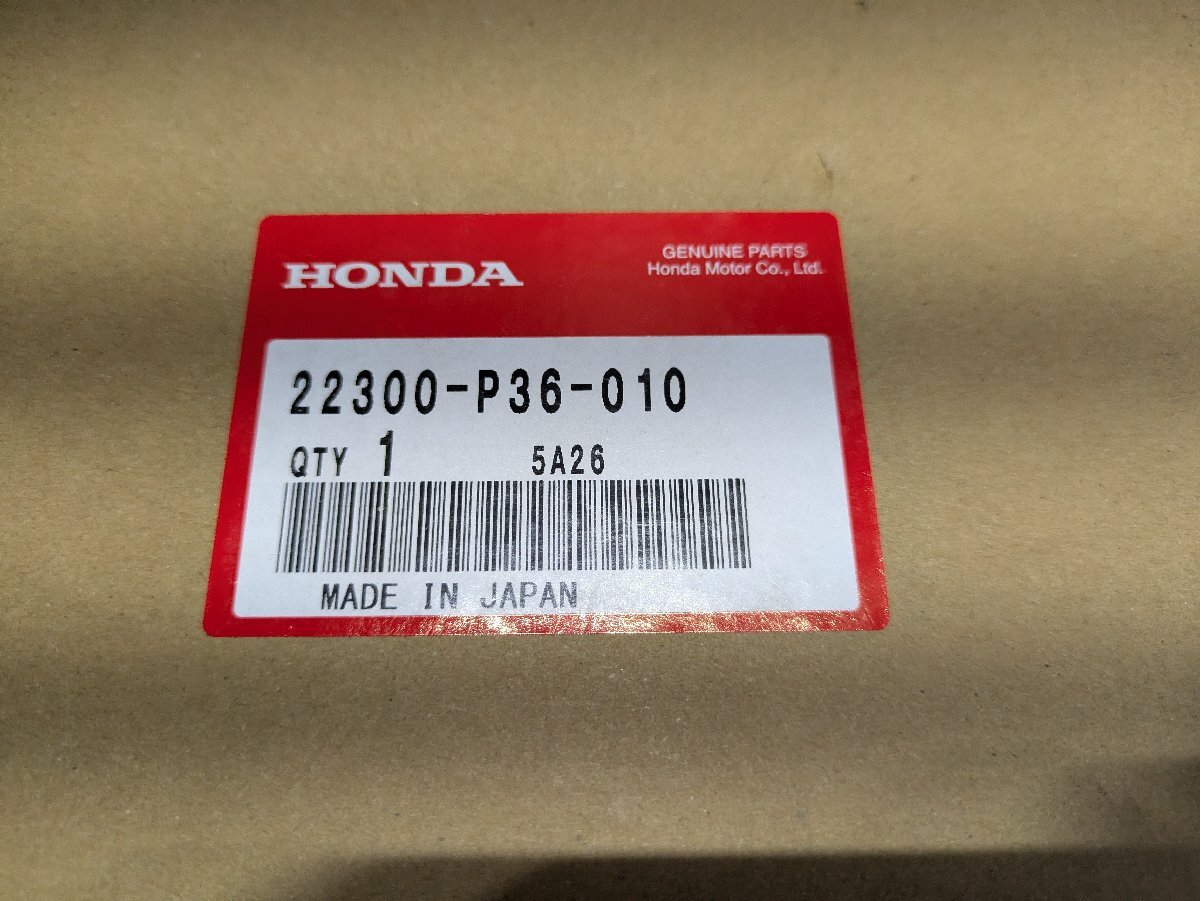 HONDA
GENUINE PARTS
Honda Motor Co., Ltd.
22300-P36-010
QTY 1 5A26
MADE IN JAPAN